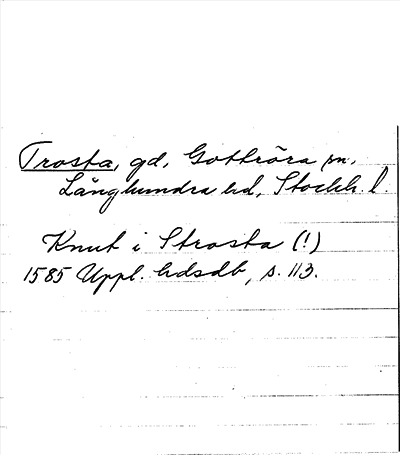 Trosta, gd, Gottröra sn,
Långhundra hd, Stockh. l.
Knut i Strosta (!)
1585 Uppl. hdsdb, s. 113.